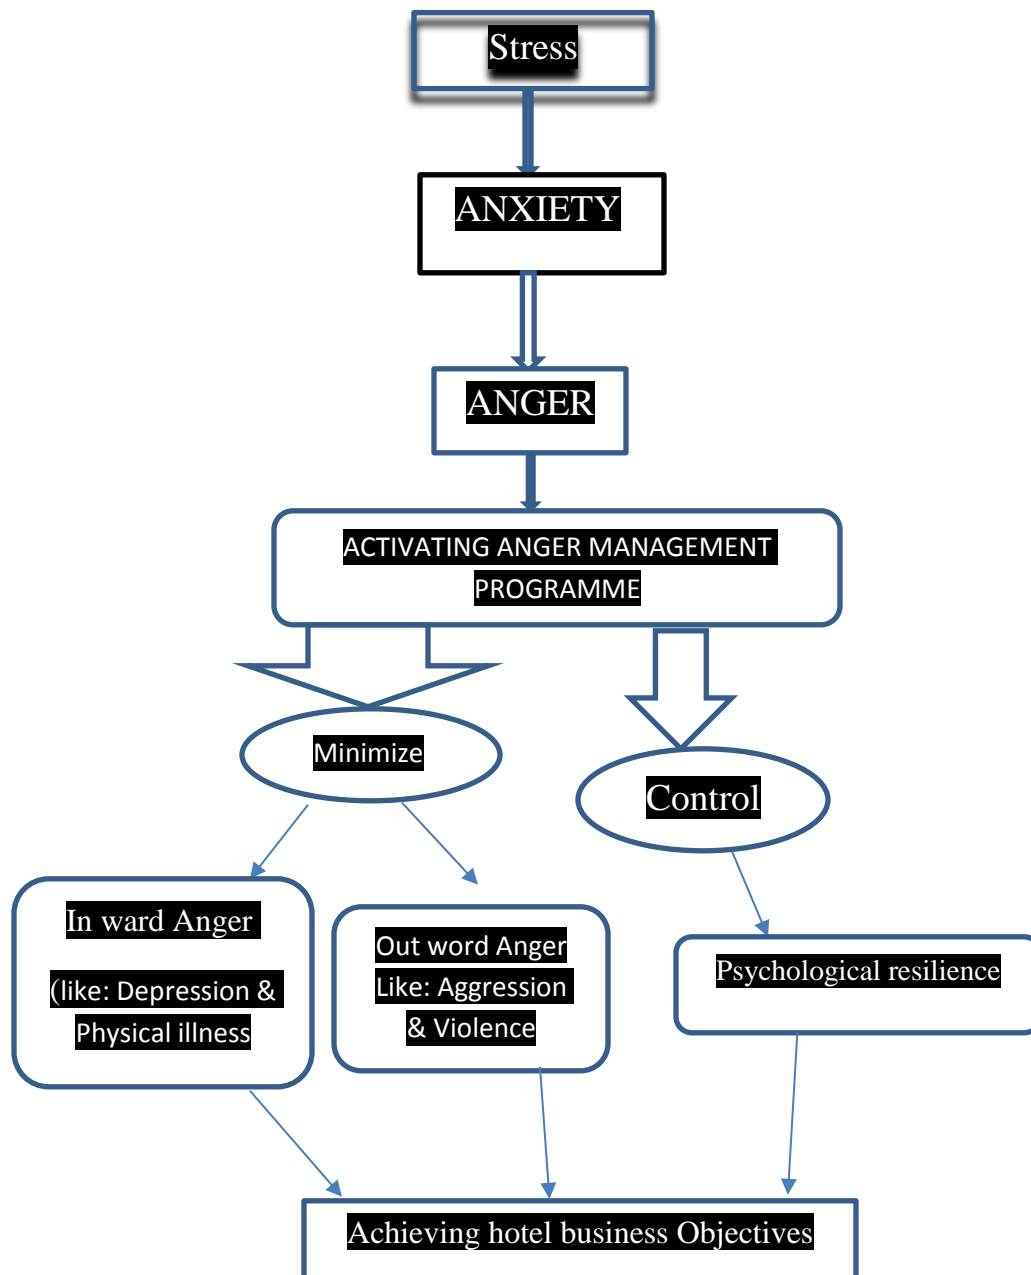 Stress
ANXIETY
ANGER
ACTIVATING ANGER MANAGEMENT
PROGRAMME
Minimize
Control
In ward Anger
(like: Depression &
Physical illness
Out word Anger
Like: Aggression
& Violence
Psychological resilience
Achieving hotel business Objectives